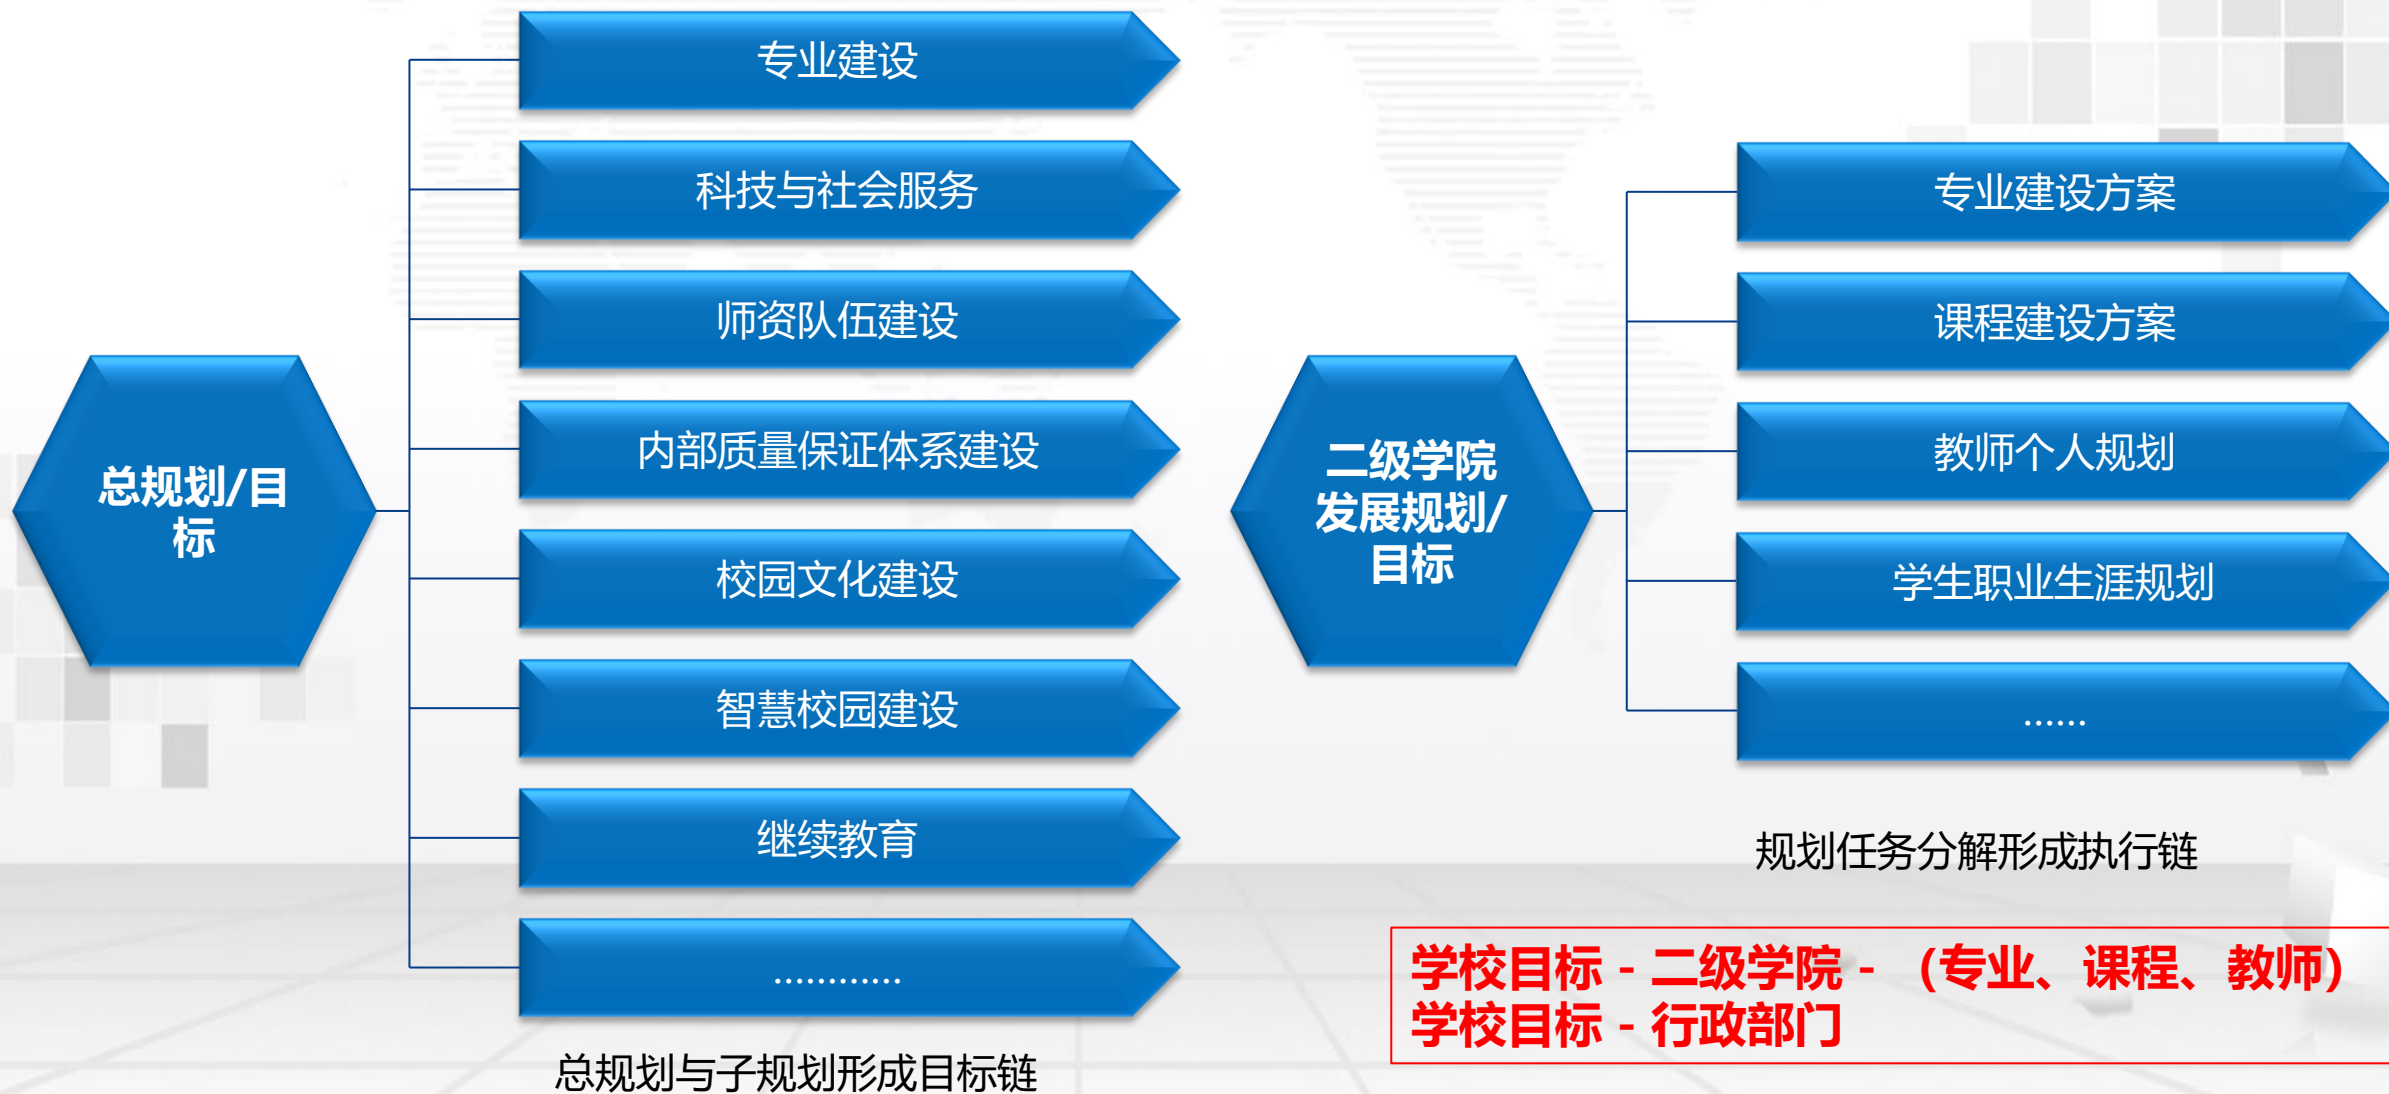 专业建设
科技与社会服务
师资队伍建设
内部质量保证体系建设
校园文化建设
智慧校园建设
继续教育
…………
总规划/目
标
总规划与子规划形成目标链
二级学院
发展规划/
目标
专业建设方案
课程建设方案
教师个人规划
学生职业生涯规划
……
规划任务分解形成执行链
学校目标 - 二级学院 - （专业、课程、教师）
学校目标 - 行政部门